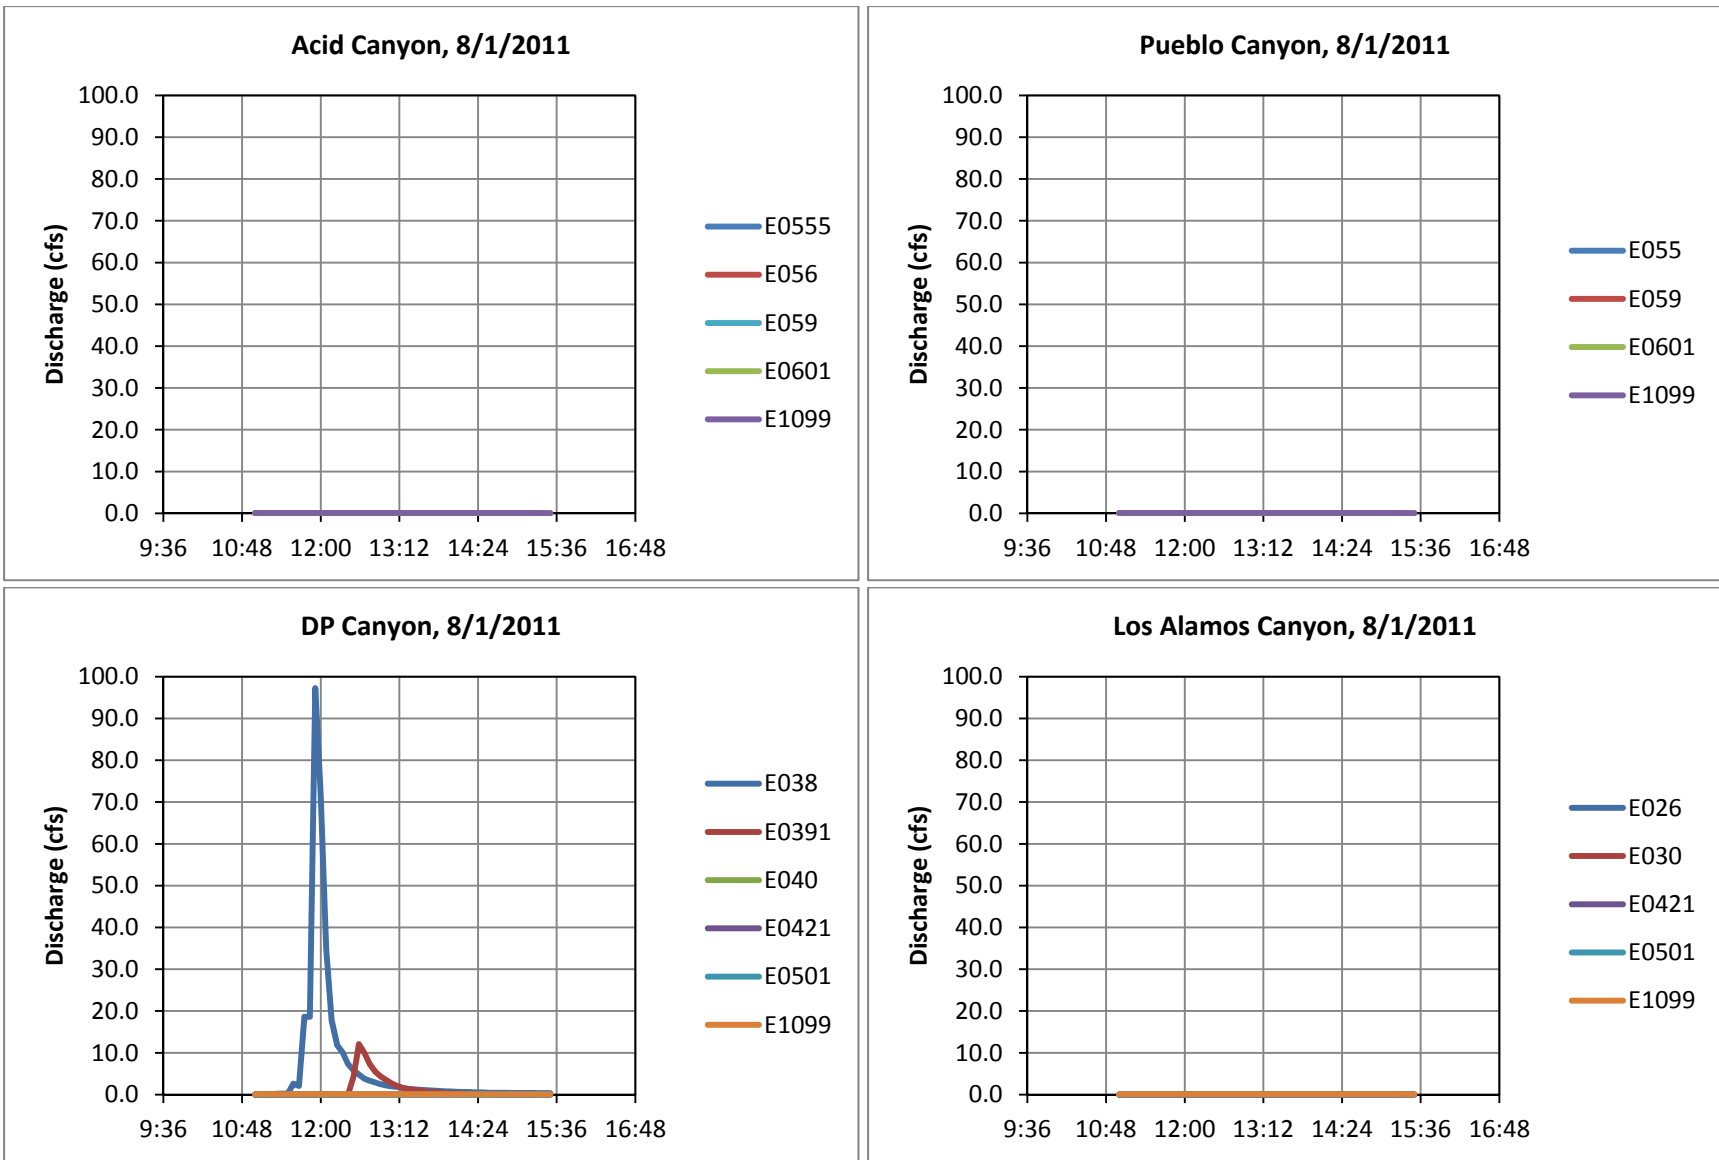 Acid Canyon, 8/1/2011
100.0
90.0
80.0
70.0
60.0
50.0
40.0
30.0
20.0
10.0
0.0
Discharge (cfs)
9:36 10:48 12:00 13:12 14:24 15:36 16:48
E0555
E056
E059
E0601
E1099
Pueblo Canyon, 8/1/2011
100.0
90.0
80.0
70.0
60.0
50.0
40.0
30.0
20.0
10.0
0.0
Discharge (cfs)
9:36 10:48 12:00 13:12 14:24 15:36 16:48
E055
E059
E0601
E1099
DP Canyon, 8/1/2011
100.0
90.0
80.0
70.0
60.0
50.0
40.0
30.0
20.0
10.0
0.0
Discharge (cfs)
9:36 10:48 12:00 13:12 14:24 15:36 16:48
E038
E0391
E040
E0421
E0501
E1099
Los Alamos Canyon, 8/1/2011
100.0
90.0
80.0
70.0
60.0
50.0
40.0
30.0
20.0
10.0
0.0
Discharge (cfs)
9:36 10:48 12:00 13:12 14:24 15:36 16:48
E026
E030
E0421
E0501
E1099